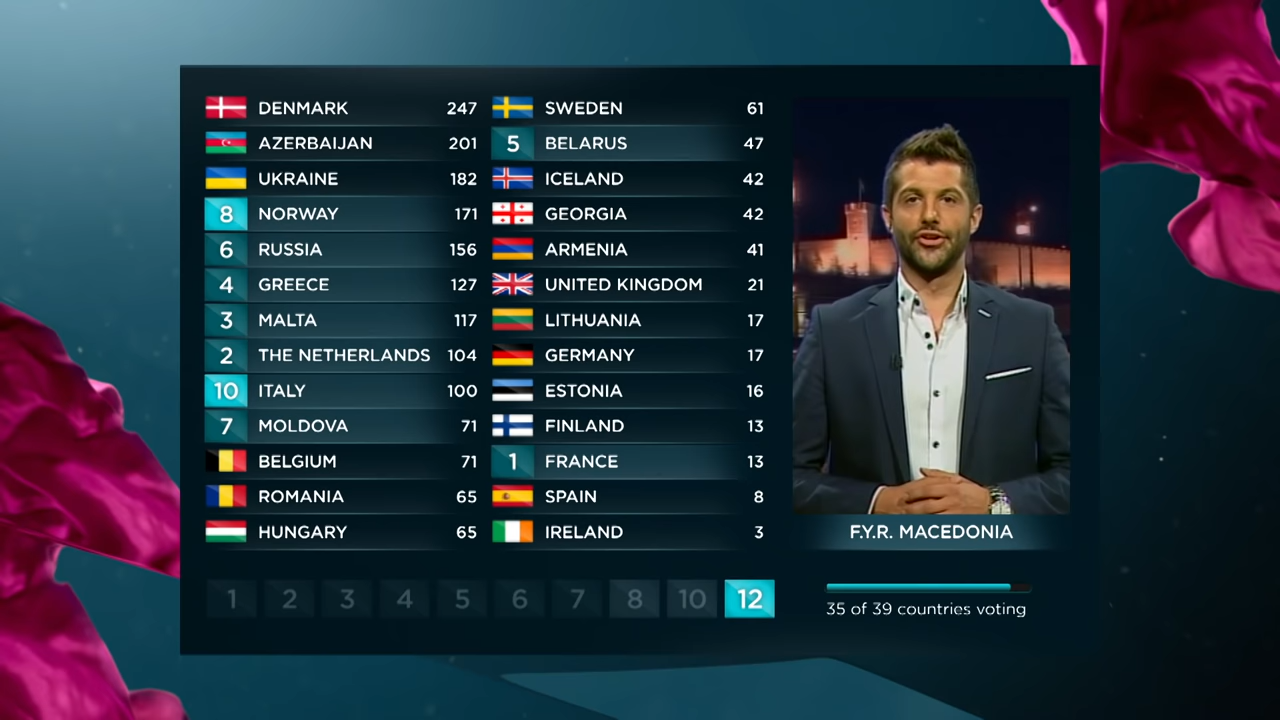 DENMARK 247
AZERBAIJAN 201
UKRAINE 182
8 NORWAY 171
6 RUSSIA 156
4 GREECE 127
3 MALTA 117
2 THE NETHERLANDS 104
10 ITALY 100
7 MOLDOVA 71
BELGIUM 71
ROMANIA 65
HUNGARY 65
SWEDEN 61
5 BELARUS 47
ICELAND 42
GEORGIA 42
ARMENIA 41
UNITED KINGDOM 21
LITHUANIA 17
GERMANY 17
ESTONIA 16
FINLAND 13
1 FRANCE 13
SPAIN 8
IRELAND 3
F.Y.R. MACEDONIA
1 2 3 4 5 6 7 8 10 12
35 of 39 countries voting